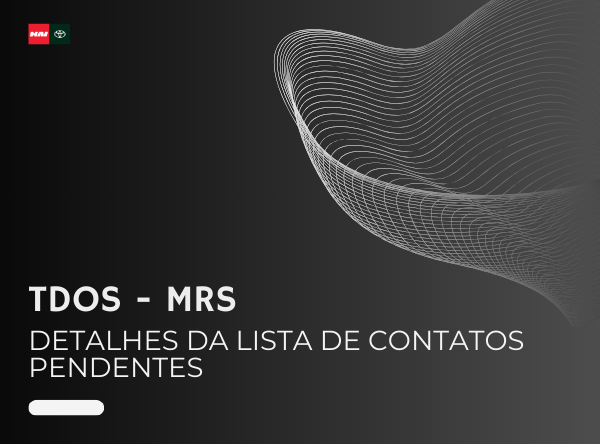 TDOS - MRS
DETALHES DA LISTA DE CONTATOS
PENDENTES